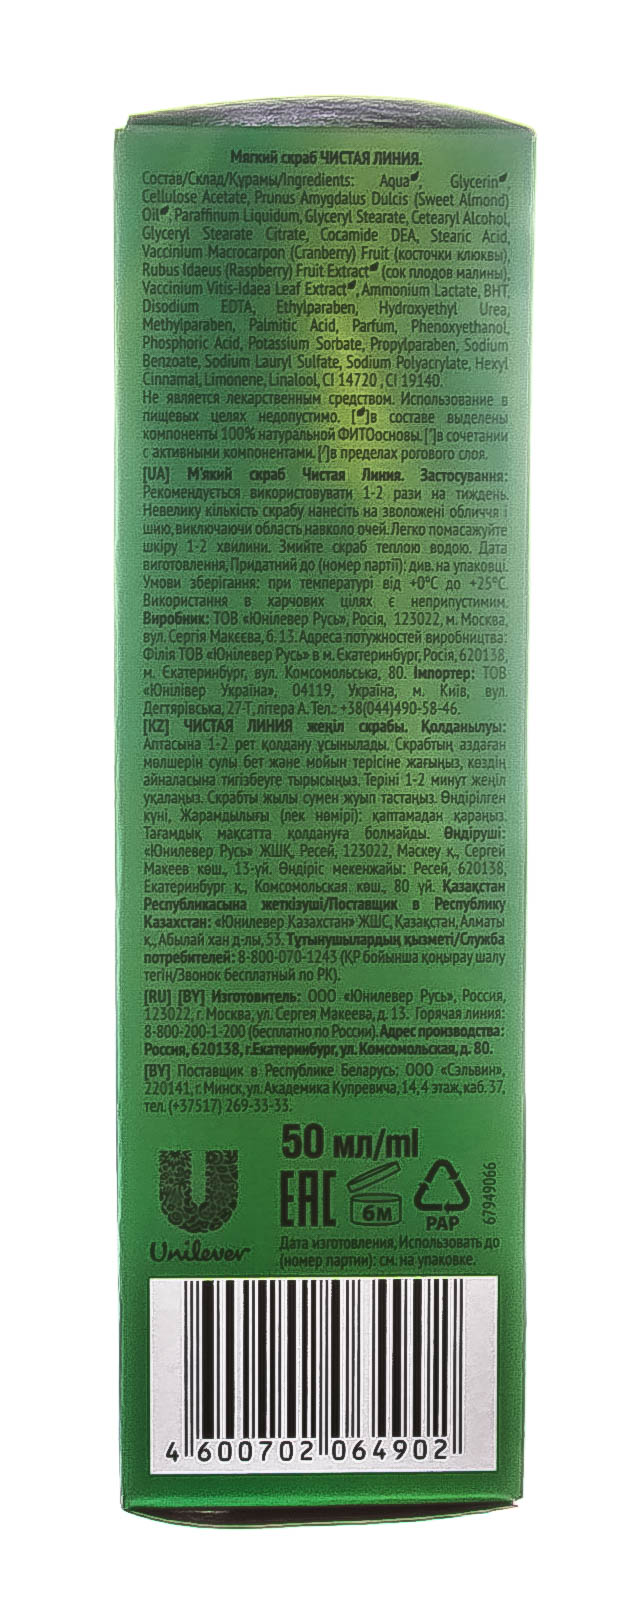 Мягкий скраб ЧИСТАЯ ЛИНИЯ.
Состав/Склад/Құрамы/Ingredients: Aqua, Glycerin,
Cellulose Acetate, Prunus Amygdalus Dulcis (Sweet Almond)
Oil, Paraffinum Liquidum, Glyceryl Stearate, Cetearyl Alcohol,
Glyceryl Stearate Citrate, Cocamide DEA, Stearic Acid,
Vaccinium Macrocarpon (Cranberry) Fruit (косточки клюквы),
Rubus Idaeus (Raspberry) Fruit Extract (сок плодов малины),
Vaccinium Vitis-Idaea Leaf Extract, Ammonium Lactate, BHT,
Disodium EDTA, Ethylparaben, Hydroxyethyl Urea,
Methylparaben, Palmitic Acid, Parfum, Phenoxyethanol,
Phosphoric Acid, Potassium Sorbate, Propylparaben, Sodium
Benzoate, Sodium Lauryl Sulfate, Sodium Polyacrylate, Hexyl
Cinnamal, Limonene, Linalool, CI 14720 , CI 19140.
Не является лекарственным средством. Использование в
пищевых целях недопустимо. []в составе выделены
компоненты 100% натуральной ФИТОосновы. [*]в сочетании
с активными компонентами. [*]в пределах рогового слоя.
[UA] М'який скраб Чистая Линия. Застосування:
Рекомендується використовувати 1-2 рази на тиждень.
Невелику кількість скрабу нанесіть на зволожені обличчя і
шию, виключаючи область навколо очей. Легко помасажуйте
шкіру 1-2 хвилини. Змийте скраб теплою водою. Дата
виготовлення, Придатний до (номер партії): див. на упаковці.
Умови зберігання: при температурі від +0°C до +25°C
Використання в харчових цілях є неприпустимим.
Виробник: ТОВ «Юнілевер Русь», Росія, 123022, м. Москва,
вул. Сергія Макеєва, б. 13. Адреса потужностей виробництва:
Філія ТОВ «Юнілевер Русь» в м. Єкатеринбург, Росія, 620138,
м. Єкатеринбург, вул. Комсомольська, 80. Імпортер: ТОВ
«Юнілівер Україна», 04119, Україна, м. Київ, вул.
Дегтярівська, 27-Т, літера А. Тел.: +38(044)490-58-46.
[KZ] ЧИСТАЯ ЛИНИЯ жеңіл скрабы. Қолданылуы:
Аптасына 1-2 рет қолдану ұсынылады. Скрабтың аздаған
мөлшерін сулы бет және мойын терісіне жағыңыз, көздің
айналасына тигізбеуге тырысыңыз. Теріні 1-2 минут жеңіл
уқалаңыз. Скрабты жылы сумен жуып тастаңыз. Өндірілген
күні, Жарамдылығы (лек нөмірі): қаптамадан қараңыз.
Тағамдық мақсатта қолдануға болмайды. Өндіруші:
«Юнилевер Русь» ЖШҚ, Ресей, 123022, Маскеу қ., Сергей
Макеев көш., 13-үй. Өндіріс мекенжайы: Ресей, 620138,
Екатеринбург қ., Комсомольская көш., 80 үй. Қазақстан
Республикасына жеткізуші/Поставщик в Республику
Казахстан: «Юнилевер Казахстан» ЖШС, Қазақстан, Алматы
қ., Абылай хан д-лы, 53. Тұтынушылардың қызметі/Служба
потребителей: 8-800-070-1243 (ҚР бойынша қоңырау шалу
тегін/Звонок бесплатный по РК).
[RU] [BY] Изготовитель: ООО «Юнилевер Русь», Россия,
123022, г. Москва, ул. Сергея Макеева, д. 13. Горячая линия:
8-800-200-1-200 (бесплатно по России). Адрес производства:
Россия, 620138, г.Екатеринбург, ул. Комсомольская, д. 80.
[BY] Поставщик в Республике Беларусь: ООО «Сэльвин»,
220141, г. Минск, ул. Академика Купревича, 14, 4 этаж, каб. 37,
тел. (+37517) 269-33-33.
50 мл/ml
EAC 6м PAP 67949066
Unilever
Дата изготовления, Использовать до
(номер партии): см. на упаковке.
4 600702 064902